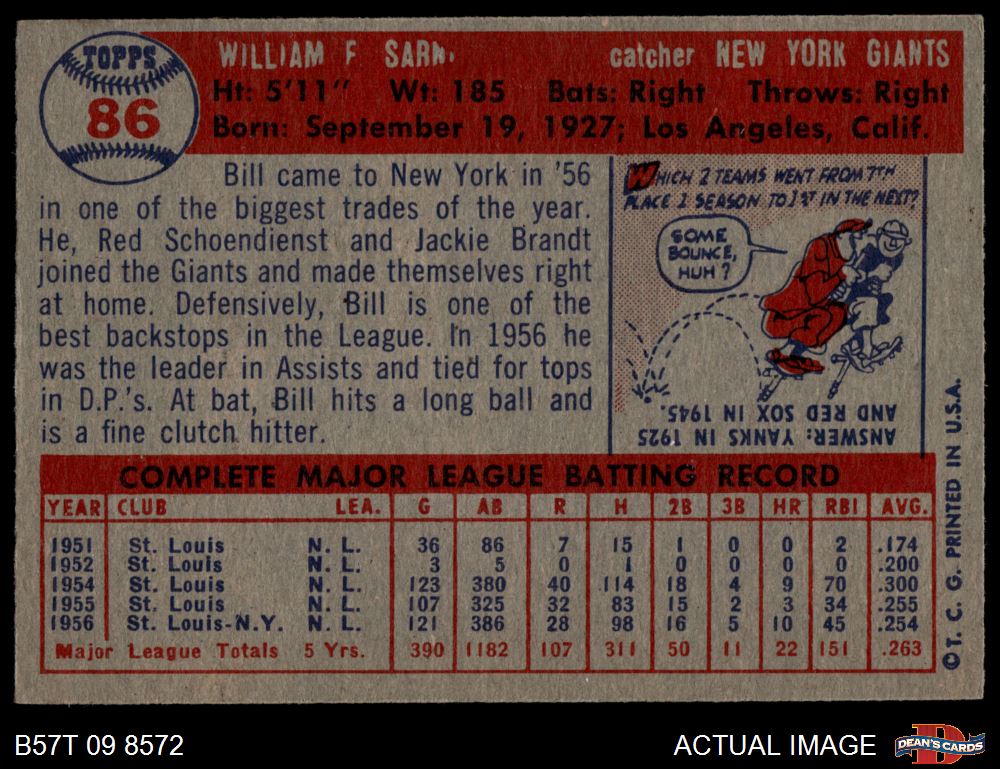 TOPPS
86
WILLIAM F SARNI catcher NEW YORK GIANTS
Ht: 5'11" Wt: 185 Bats: Right Throws: Right
Born: September 19, 1927; Los Angeles, Calif.
Bill came to New York in '56
in one of the biggest trades of the year.
He, Red Schoendienst and Jackie Brandt
joined the Giants and made themselves right
at home. Defensively, Bill is one of the
best backstops in the League. In 1956 he
was the leader in Assists and tied for tops
in D.P.'s. At bat, Bill hits a long ball and
is a fine clutch hitter.
WHICH 2 TEAMS WENT FROM 7TH
PLACE 1 SEASON TO 1ST IN THE NEXT?
SOME
BOUNCE,
HUH?
ANSWER: YANKS IN 1925
AND RED SOX IN 1945.
COMPLETE MAJOR LEAGUE BATTING RECORD
YEAR CLUB LEA. G AB R H 2B 3B HR RBI AVG.
1951 St. Louis N. L. 36 86 7 15 1 0 0 2 .174
1952 St. Louis N. L. 3 5 0 1 0 0 0 0 .200
1954 St. Louis N. L. 123 380 40 114 18 4 9 70 .300
1955 St. Louis N. L. 107 325 32 83 15 2 3 34 .255
1956 St. Louis-N.Y. N. L. 121 386 28 98 16 5 10 45 .254
Major League Totals 5 Yrs. 390 1182 107 311 50 11 22 151 .263
© T. C. G. PRINTED IN U.S.A.
B57T 09 8572
ACTUAL IMAGE
D
DEAN'S CARDS